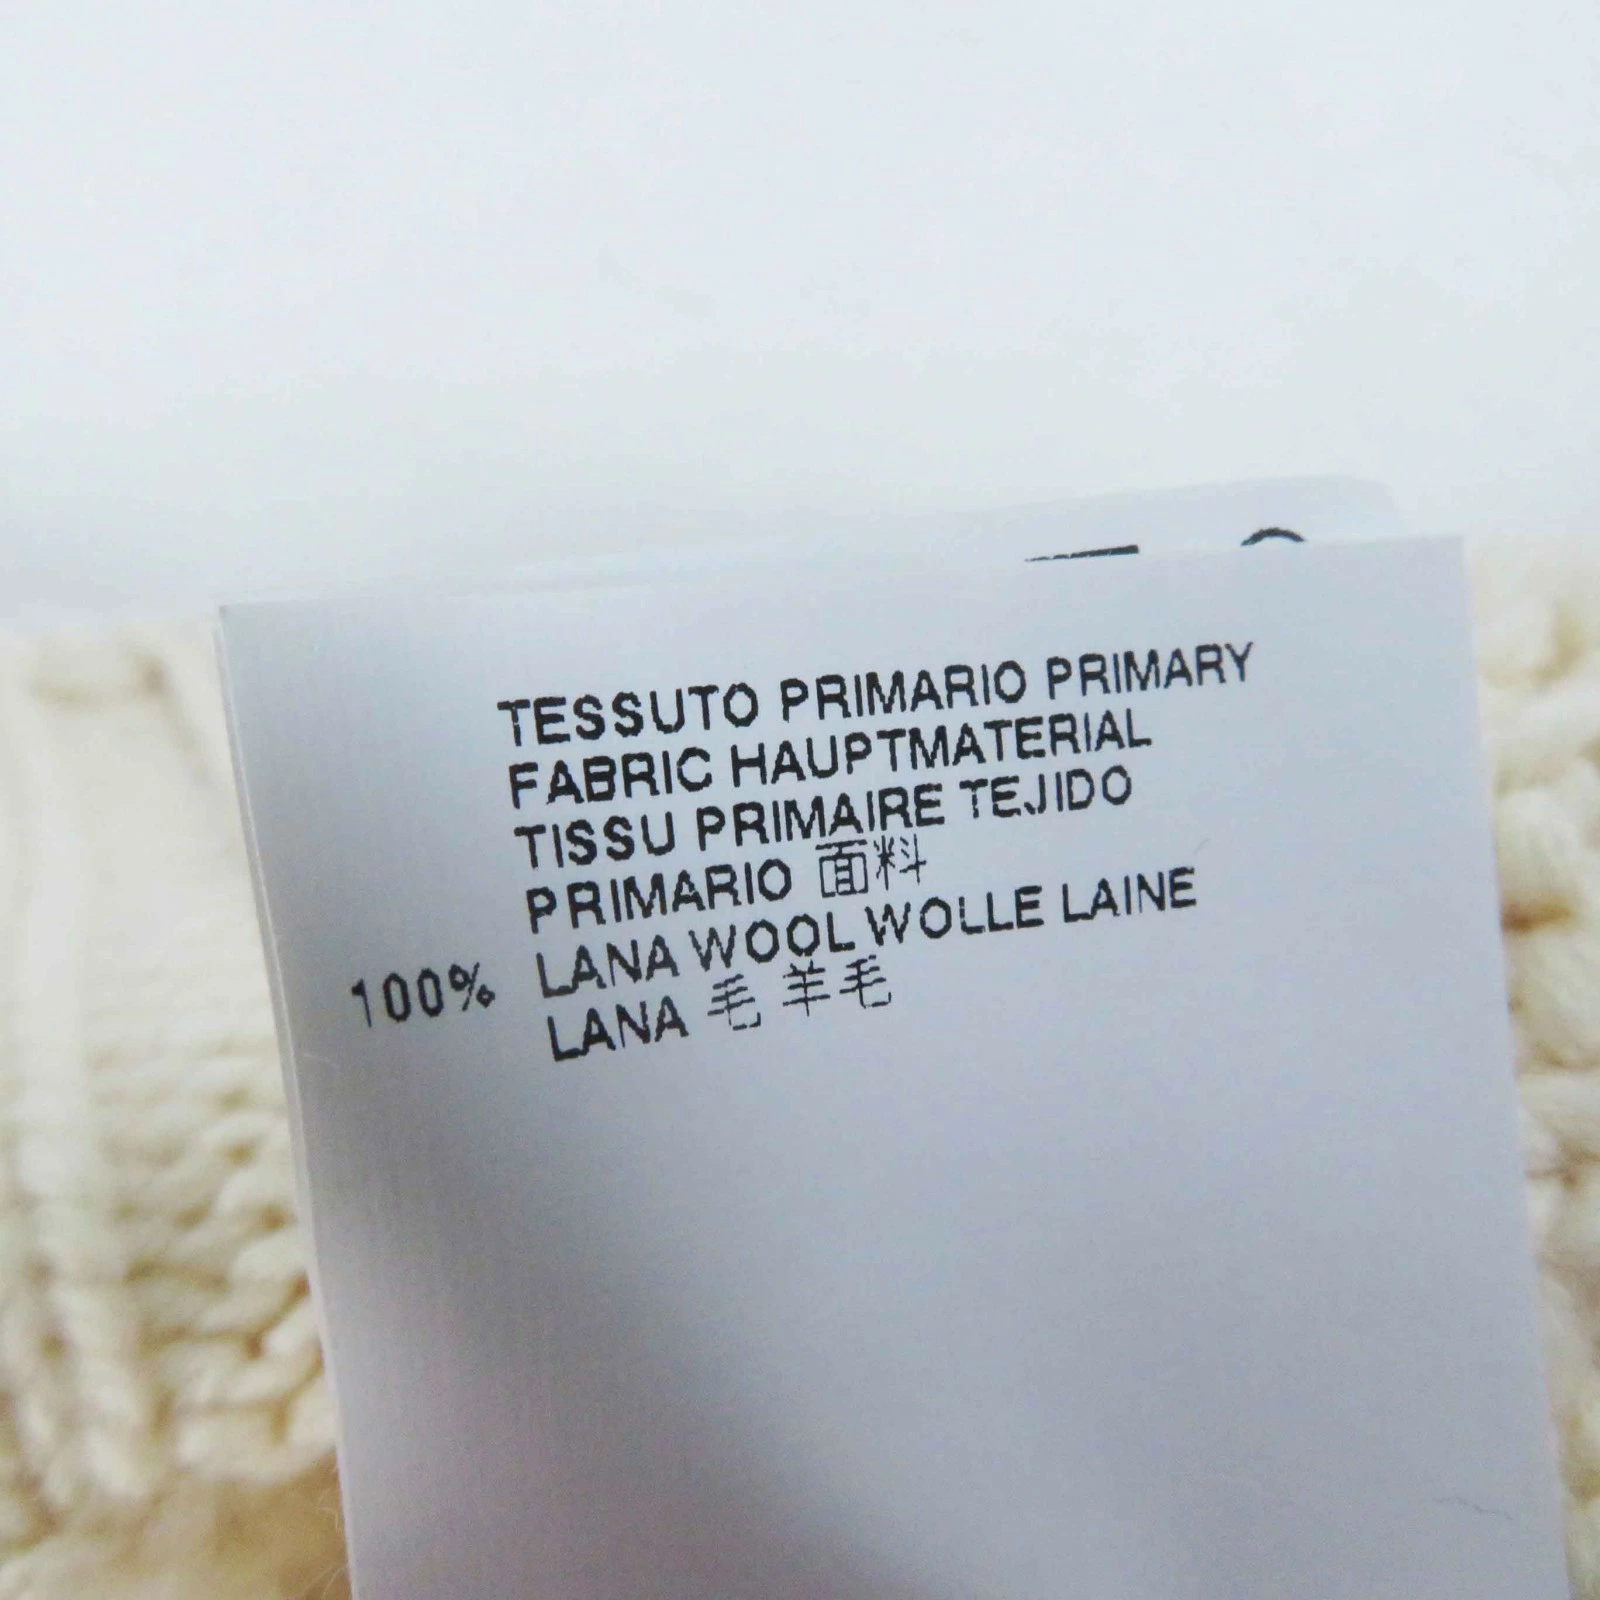 TESSUTO PRIMARIO PRIMARY
FABRIC HAUPTMATERIAL
TISSU PRIMAIRE TEJIDO
PRIMARIO 面料
100% LANA WOOL WOLLE LAINE
LANA 毛 羊毛